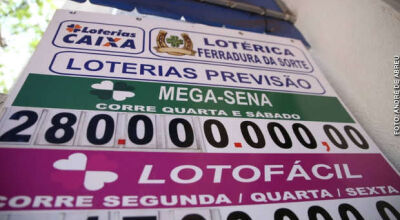 Loterias
CAIXA
LOTÉRICA
FERRADURA DA SORTE
LOTERIAS PREVISÃO
MEGA-SENA
CORRE QUARTA E SÁBADO
280.000.000,00
LOTOFÁCIL
CORRE SEGUNDA / QUARTA / SEXTA
FOTO: ANDRÉ DE ABREU